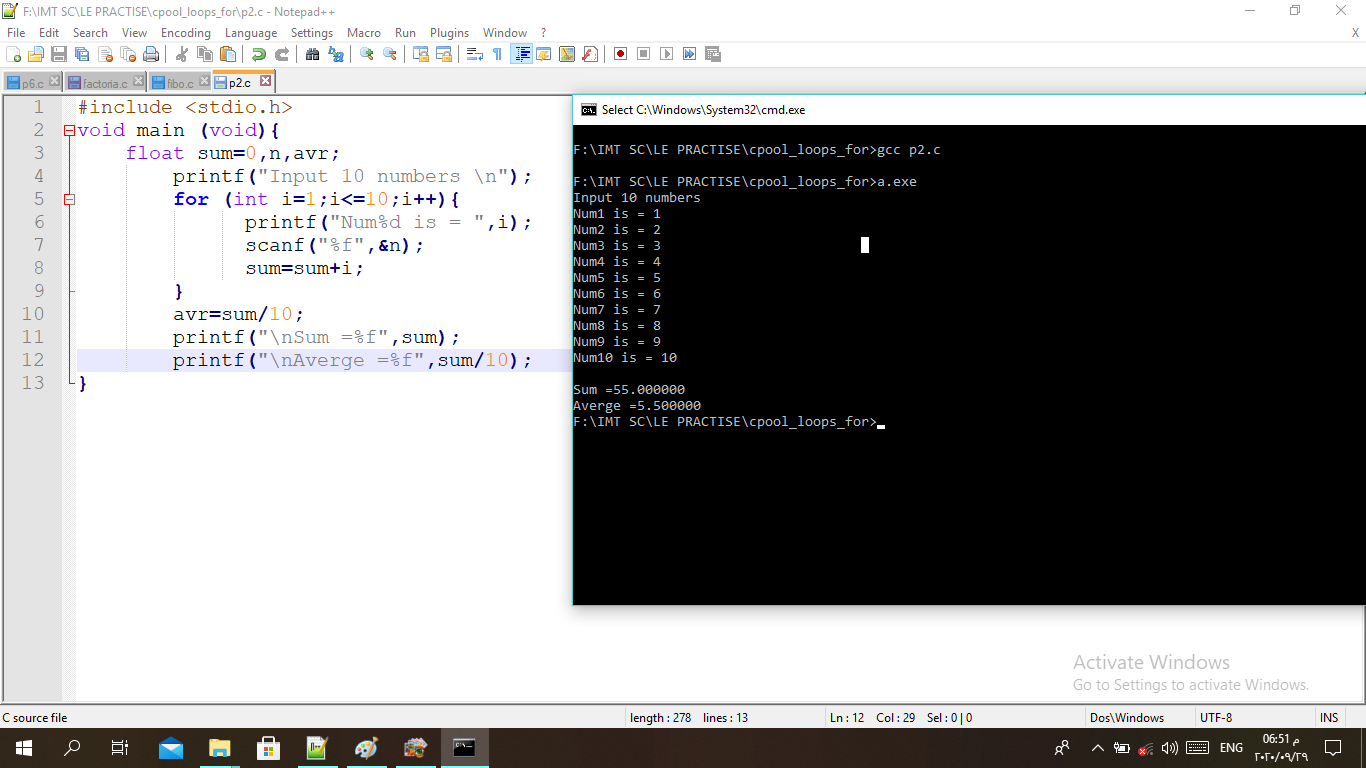 F:\IMT SC\LE PRACTISE\cpool_loops_for\p2.c - Notepad++
File Edit Search View Encoding Language Settings Macro Run Plugins Window ? X
p6.c factoria.c fibo.c p2.c
1 #include <stdio.h>
2 void main (void){
3 float sum=0,n,avr;
4 printf("Input 10 numbers \n");
5 for (int i=1;i<=10;i++){
6 printf("Num%d is = ",i);
7 scanf("%f",&n);
8 sum=sum+i;
9 }
10 avr=sum/10;
11 printf("\nSum =%f",sum);
12 printf("\nAverge =%f",sum/10);
13 }
Select C:\Windows\System32\cmd.exe
F:\IMT SC\LE PRACTISE\cpool_loops_for>gcc p2.c
F:\IMT SC\LE PRACTISE\cpool_loops_for>a.exe
Input 10 numbers
Num1 is = 1
Num2 is = 2
Num3 is = 3
Num4 is = 4
Num5 is = 5
Num6 is = 6
Num7 is = 7
Num8 is = 8
Num9 is = 9
Num10 is = 10
Sum =55.000000
Averge =5.500000
F:\IMT SC\LE PRACTISE\cpool_loops_for>
Activate Windows
Go to Settings to activate Windows.
C source file length : 278 lines : 13 Ln : 12 Col : 29 Sel : 0 | 0 Dos\Windows UTF-8 INS
ENG 06:51 م
٢٠٢٠/٠٩/٢٩